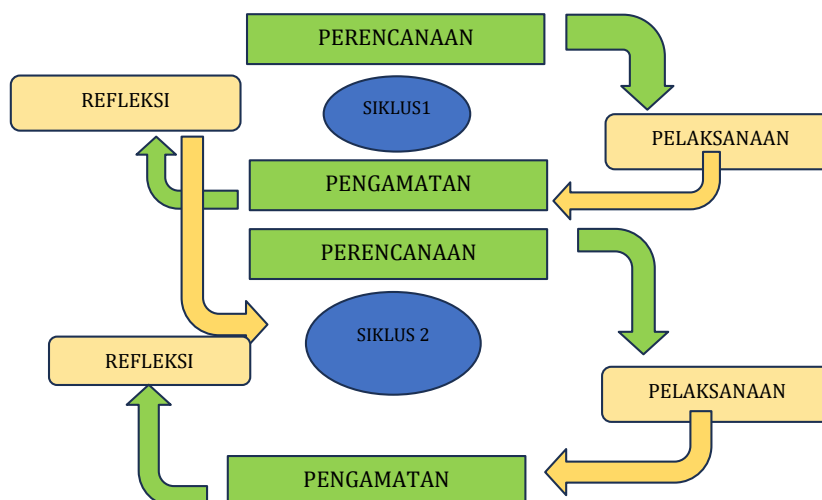 PERENCANAAN
REFLEKSI
SIKLUS1
PELAKSANAAN
PENGAMATAN
PERENCANAAN
SIKLUS 2
REFLEKSI
PELAKSANAAN
PENGAMATAN